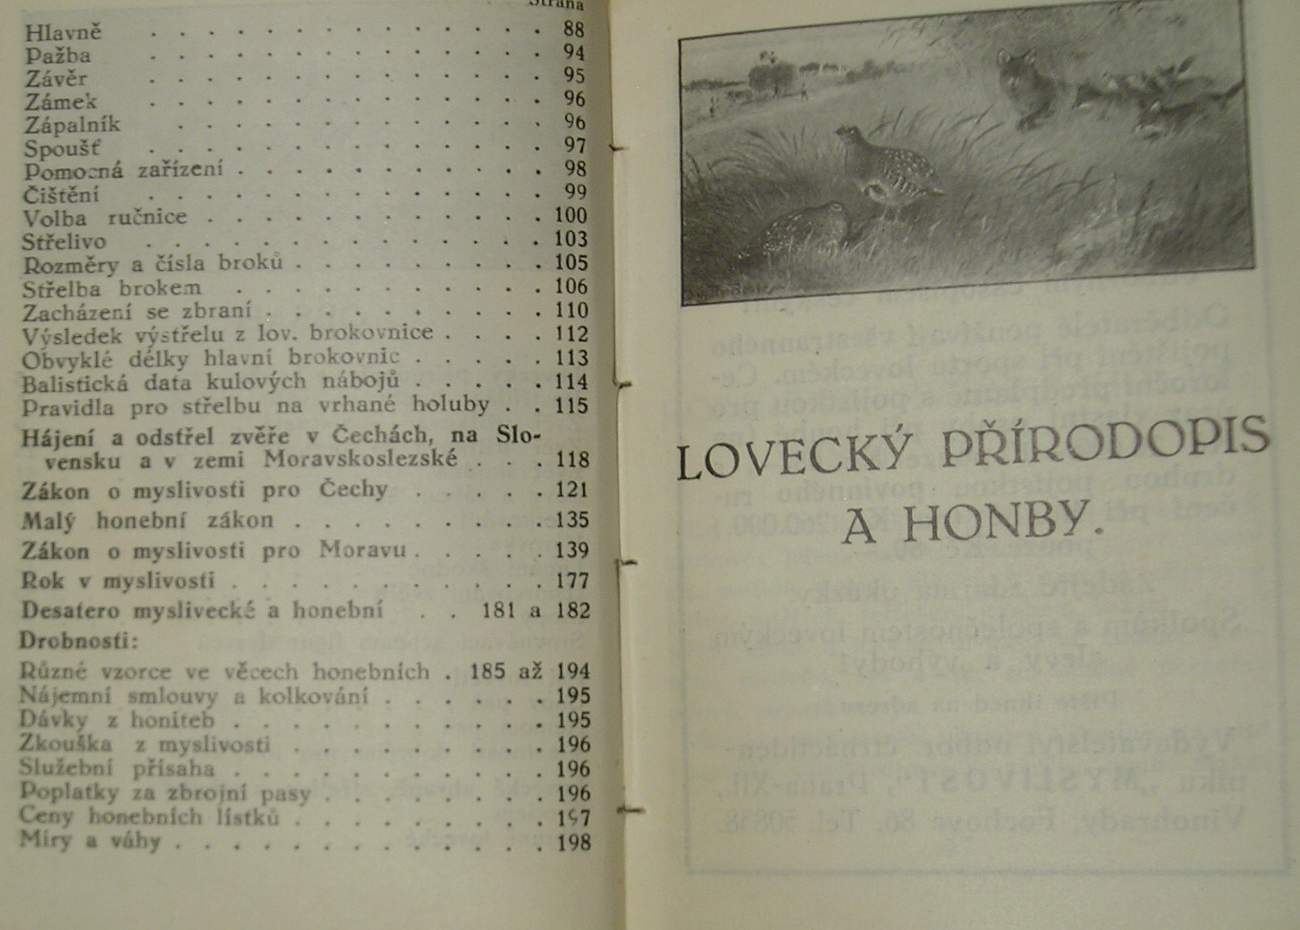 Strana
Hlavně . . . . . . . . . . . . . . 88
Pažba . . . . . . . . . . . . . . 94
Závěr . . . . . . . . . . . . . . 95
Zámek . . . . . . . . . . . . . . 96
Zápalník . . . . . . . . . . . . . 96
Spoušť . . . . . . . . . . . . . . 97
Pomocná zařízení . . . . . . . . . . . 98
Čištění . . . . . . . . . . . . . . 99
Volba ručnice . . . . . . . . . . . . 100
Střelivo . . . . . . . . . . . . . . 103
Rozměry a čísla broků . . . . . . . . . 105
Střelba brokem . . . . . . . . . . . 106
Zacházení se zbraní . . . . . . . . . . 110
Výsledek výstřelu z lov. brokovnice . . . . 112
Obvyklé délky hlavní brokovnic . . . . . 113
Balistická data kulových nábojů . . . . . 114
Pravidla pro střelbu na vrhané holuby . . 115
Hájení a odstřel zvěře v Čechách, na Slo-
vensku a v zemi Moravskoslezské . . . 118
Zákon o myslivosti pro Čechy . . . . . 121
Malý honební zákon . . . . . . . . . 135
Zákon o myslivosti pro Moravu . . . . . 139
Rok v myslivosti . . . . . . . . . . . 177
Desatero myslivecké a honební . . 181 a 182
Drobnosti:
Různé vzorce ve věcech honebních . 185 až 194
Nájemní smlouvy a kolkování . . . . . . 195
Dávky z honiteb . . . . . . . . . . . 195
Zkouška z myslivosti . . . . . . . . . 196
Služební přísaha . . . . . . . . . . . 196
Poplatky za zbrojní pasy . . . . . . . . 196
Ceny honebních lístků . . . . . . . . . 197
Míry a váhy . . . . . . . . . . . . . 198
LOVECKÝ PŘÍRODOPIS
A HONBY.